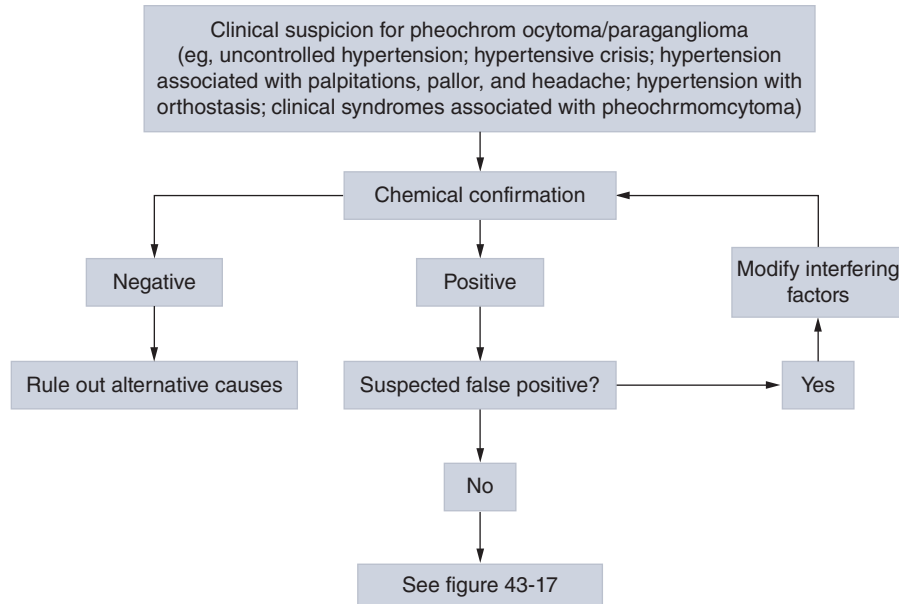 Clinical suspicion for pheochrom ocytoma/paraganglioma
(eg, uncontrolled hypertension; hypertensive crisis; hypertension
associated with palpitations, pallor, and headache; hypertension with
orthostasis; clinical syndromes associated with pheochrmomcytoma)
Chemical confirmation
Negative
Positive
Modify interfering
factors
Rule out alternative causes
Suspected false positive?
Yes
No
See figure 43-17